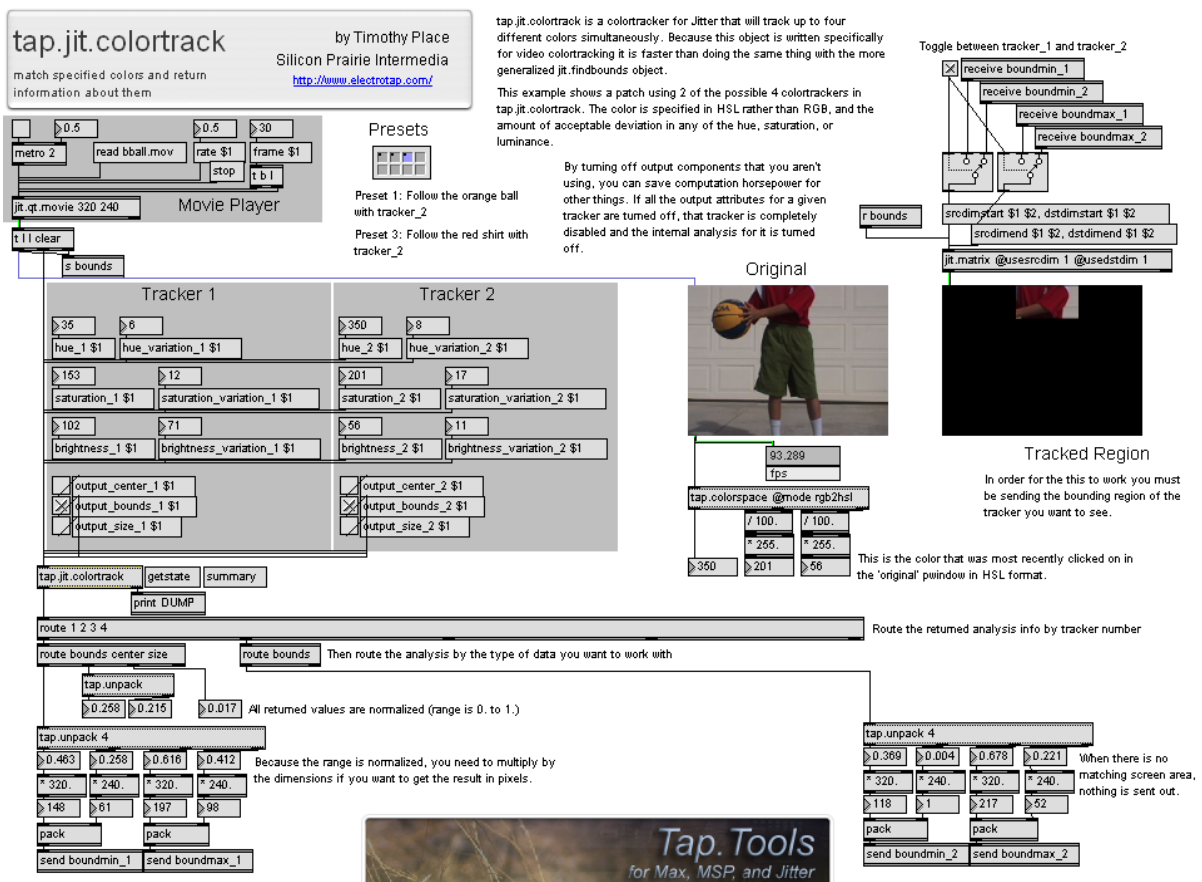 tap.jit.colortrack
by Timothy Place
Silicon Prairie Intermedia
http://www.electrotap.com/
match specified colors and return
information about them
tap.jit.colortrack is a colortracker for Jitter that will track up to four
different colors simultaneously. Because this object is written specifically
for video colortracking it is faster than doing the same thing with the more
generalized jit.findbounds object.
This example shows a patch using 2 of the possible 4 colortrackers in
tap.jit.colortrack. The color is specified in HSL rather than RGB, and the
amount of acceptable deviation in any of the hue, saturation, or
luminance.
By turning off output components that you aren't
using, you can save computation horsepower for
other things. If all the output attributes for a given
tracker are turned off, that tracker is completely
disabled and the internal analysis for it is turned
off.
Toggle between tracker_1 and tracker_2
receive boundmin_1
receive boundmin_2
receive boundmax_1
receive boundmax_2
r bounds
srcdimstart $1 $2, dstdimstart $1 $2
srcdimend $1 $2, dstdimend $1 $2
jit.matrix @usesrcdim 1 @usedstdim 1
0.5
0.5
30
metro 2
read bball.mov
rate $1
frame $1
stop
t b l
jit.qt.movie 320 240
Movie Player
t l l clear
s bounds
Presets
Preset 1: Follow the orange ball
with tracker_2
Preset 3: Follow the red shirt with
tracker_2
Tracker 1
Tracker 2
35
6
350
8
hue_1 $1
hue_variation_1 $1
hue_2 $1
hue_variation_2 $1
153
12
201
17
saturation_1 $1
saturation_variation_1 $1
saturation_2 $1
saturation_variation_2 $1
102
71
56
11
brightness_1 $1
brightness_variation_1 $1
brightness_2 $1
brightness_variation_2 $1
output_center_1 $1
output_center_2 $1
output_bounds_1 $1
output_bounds_2 $1
output_size_1 $1
output_size_2 $1
Original
93.289
fps
tap.colorspace @mode rgb2hsl
/ 100.
/ 100.
* 255.
* 255.
350
201
56
This is the color that was most recently clicked on in
the 'original' pwindow in HSL format.
Tracked Region
In order for the this to work you must
be sending the bounding region of the
tracker you want to see.
tap.jit.colortrack
getstate
summary
print DUMP
route 1 2 3 4
Route the returned analysis info by tracker number
route bounds center size
route bounds
Then route the analysis by the type of data you want to work with
tap.unpack
0.258
0.215
0.017
All returned values are normalized (range is 0. to 1.)
tap.unpack 4
0.463
0.258
0.616
0.412
* 320.
* 240.
* 320.
* 240.
148
61
197
98
pack
pack
send boundmin_1
send boundmax_1
Because the range is normalized, you need to multiply by
the dimensions if you want to get the result in pixels.
tap.unpack 4
0.369
0.004
0.678
0.221
* 320.
* 240.
* 320.
* 240.
118
1
217
52
pack
pack
send boundmin_2
send boundmax_2
When there is no
matching screen area,
nothing is sent out.
Tap.Tools
for Max, MSP, and Jitter